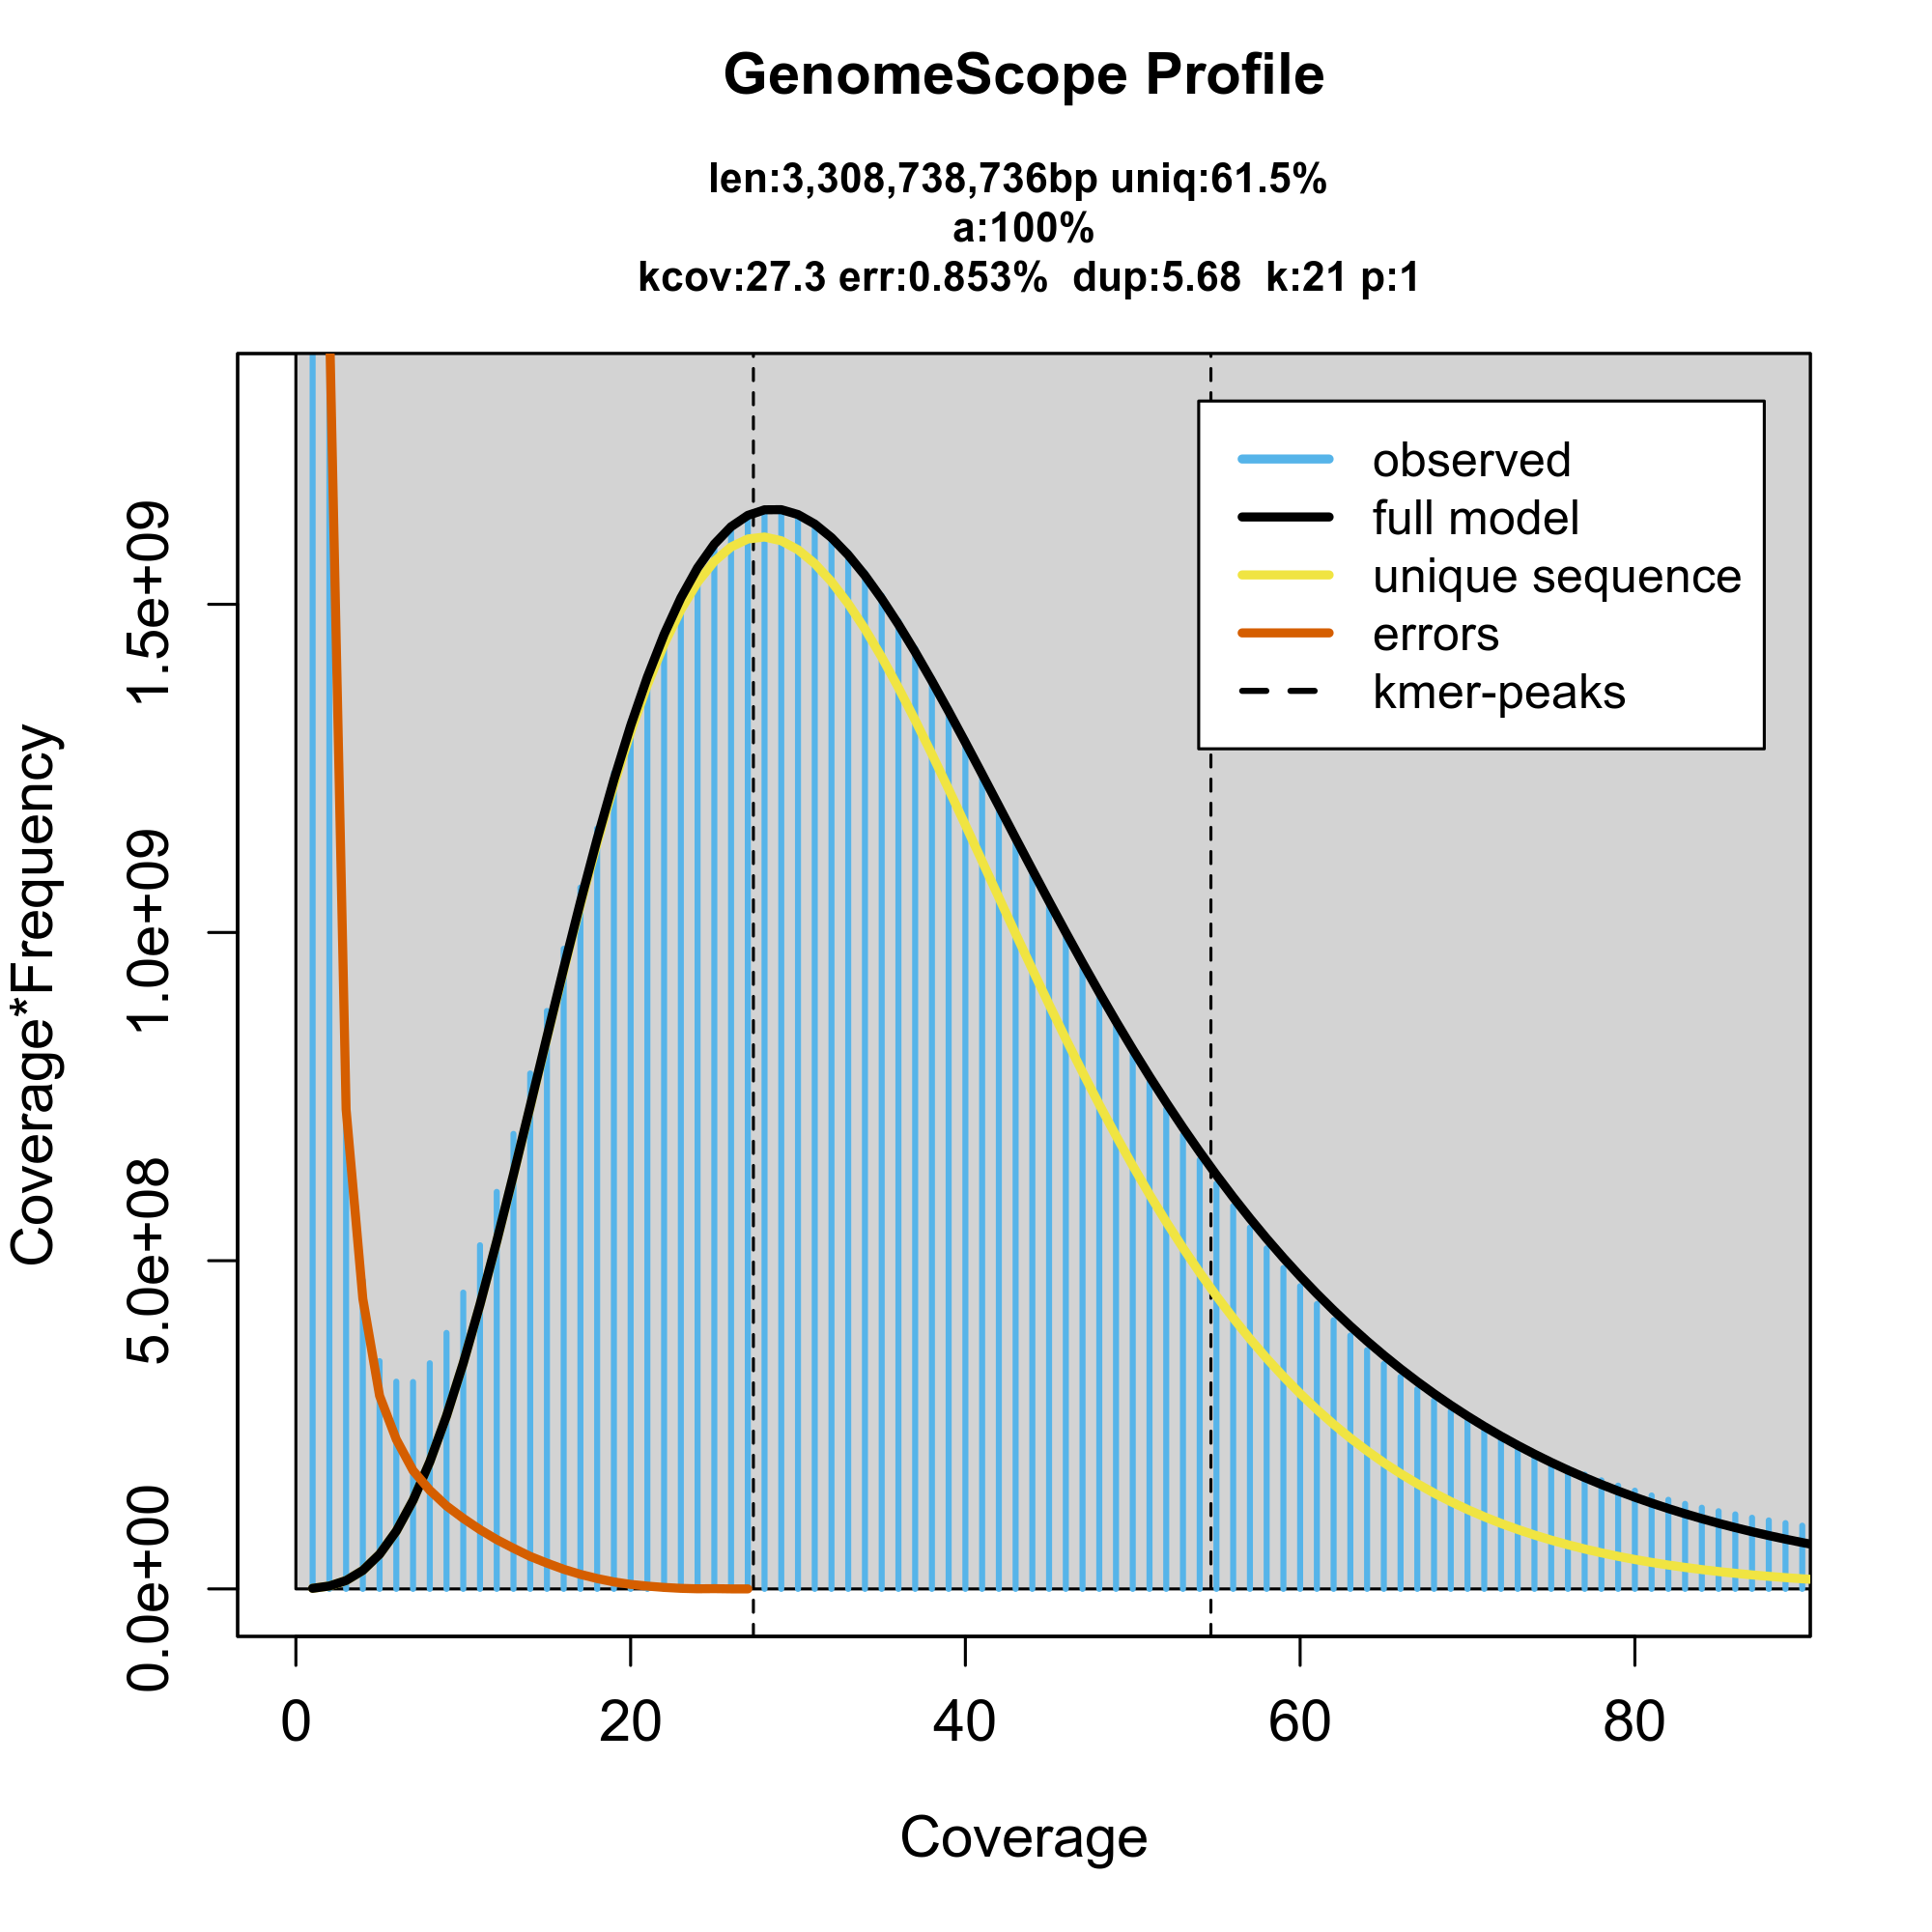 GenomeScope Profile
len:3,308,738,736bp uniq:61.5%
a:100%
kcov:27.3 err:0.853%  dup:5.68  k:21 p:1
observed
full model
unique sequence
errors
kmer-peaks
Coverage*Frequency
1.5e+09
1.0e+09
5.0e+08
0.0e+00
0 20 40 60 80
Coverage